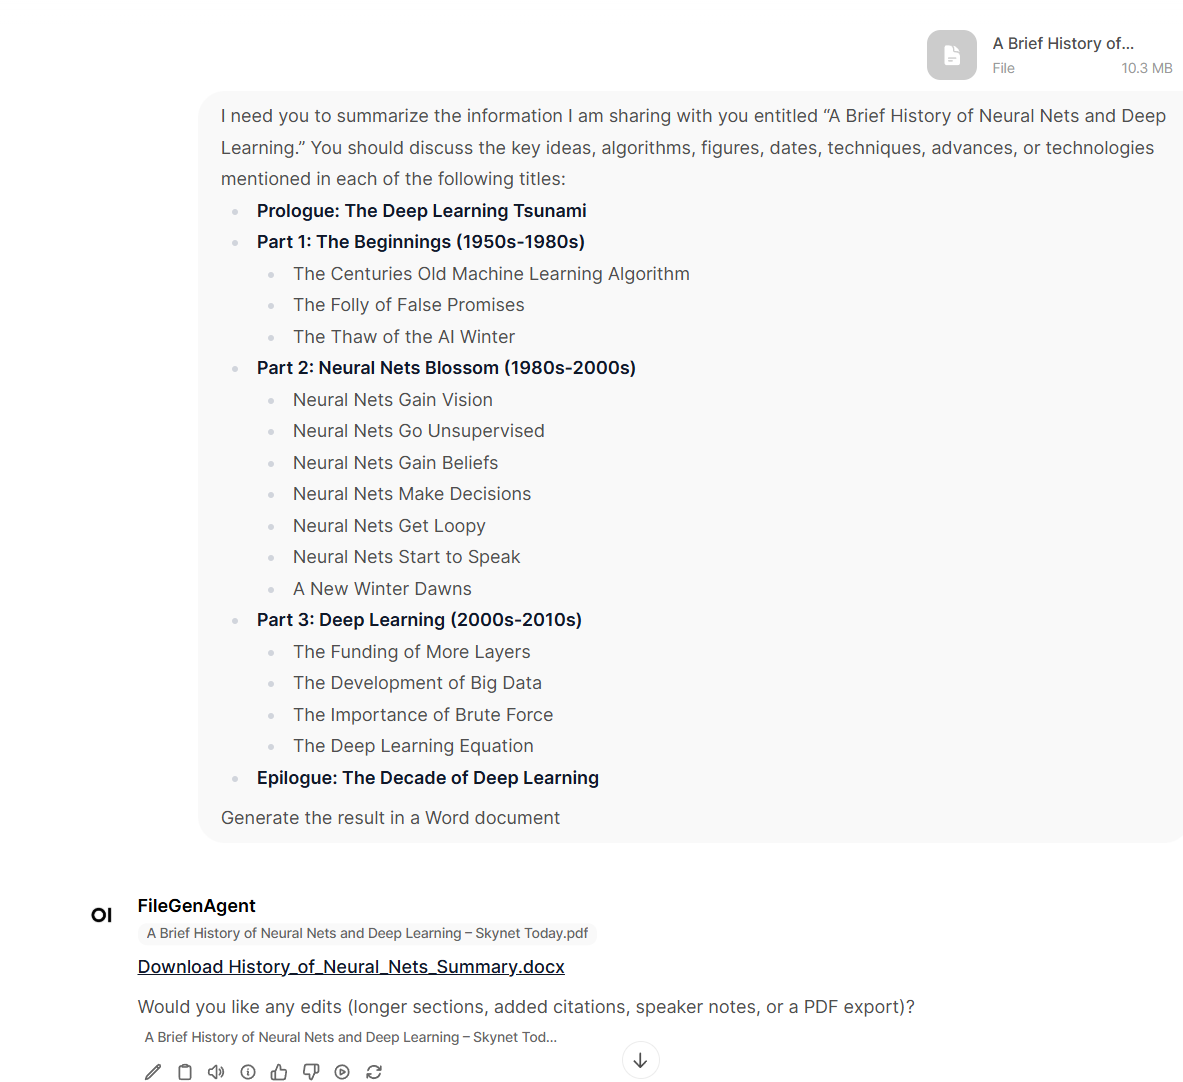 A Brief History of...
File 10.3 MB
I need you to summarize the information I am sharing with you entitled “A Brief History of Neural Nets and Deep
Learning.” You should discuss the key ideas, algorithms, figures, dates, techniques, advances, or technologies
mentioned in each of the following titles:
Prologue: The Deep Learning Tsunami
Part 1: The Beginnings (1950s-1980s)
The Centuries Old Machine Learning Algorithm
The Folly of False Promises
The Thaw of the AI Winter
Part 2: Neural Nets Blossom (1980s-2000s)
Neural Nets Gain Vision
Neural Nets Go Unsupervised
Neural Nets Gain Beliefs
Neural Nets Make Decisions
Neural Nets Get Loopy
Neural Nets Start to Speak
A New Winter Dawns
Part 3: Deep Learning (2000s-2010s)
The Funding of More Layers
The Development of Big Data
The Importance of Brute Force
The Deep Learning Equation
Epilogue: The Decade of Deep Learning
Generate the result in a Word document
OI FileGenAgent
A Brief History of Neural Nets and Deep Learning – Skynet Today.pdf
Download History_of_Neural_Nets_Summary.docx
Would you like any edits (longer sections, added citations, speaker notes, or a PDF export)?
A Brief History of Neural Nets and Deep Learning – Skynet Tod...